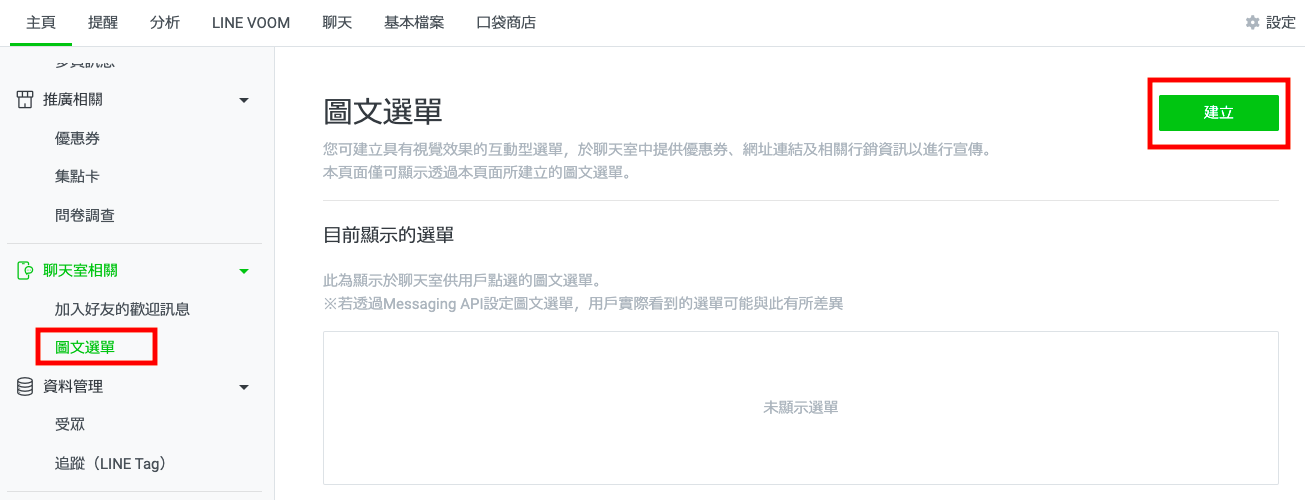 主頁 提醒 分析 LINE VOOM 聊天 基本檔案 口袋商店 設定
推廣相關
優惠券
集點卡
問卷調查
聊天室相關
加入好友的歡迎訊息
圖文選單
資料管理
受眾
追蹤（LINE Tag）
圖文選單
建立
您可建立具有視覺效果的互動型選單，於聊天室中提供優惠券、網址連結及相關行銷資訊以進行宣傳。
本頁面僅可顯示透過本頁面所建立的圖文選單。
目前顯示的選單
此為顯示於聊天室供用戶點選的圖文選單。
※若透過Messaging API設定圖文選單，用戶實際看到的選單可能與此有所差異
未顯示選單